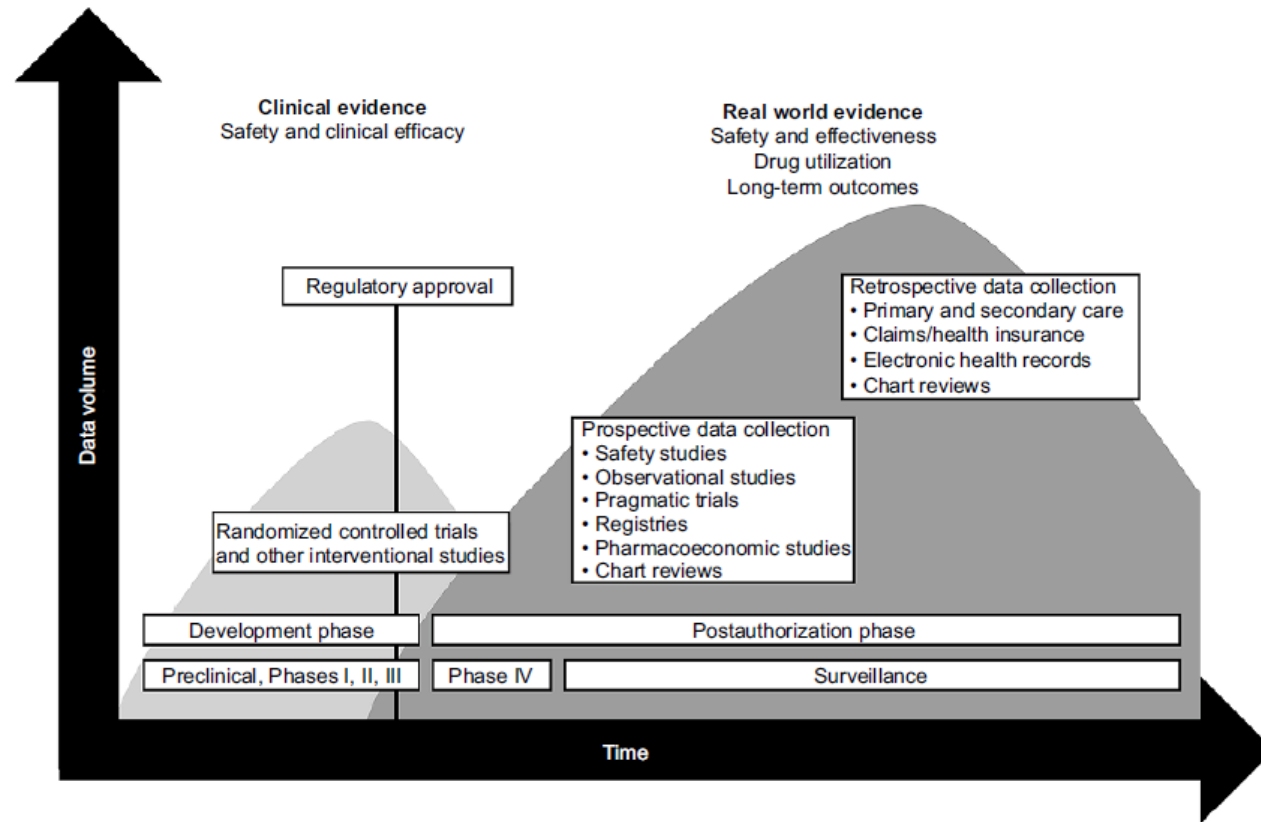 Clinical evidence
Safety and clinical efficacy
Real world evidence
Safety and effectiveness
Drug utilization
Long-term outcomes
Regulatory approval
Retrospective data collection
• Primary and secondary care
• Claims/health insurance
• Electronic health records
• Chart reviews
Data volume
Prospective data collection
• Safety studies
• Observational studies
• Pragmatic trials
• Registries
• Pharmacoeconomic studies
• Chart reviews
Randomized controlled trials
and other interventional studies
Development phase
Postauthorization phase
Preclinical, Phases I, II, III
Phase IV
Surveillance
Time